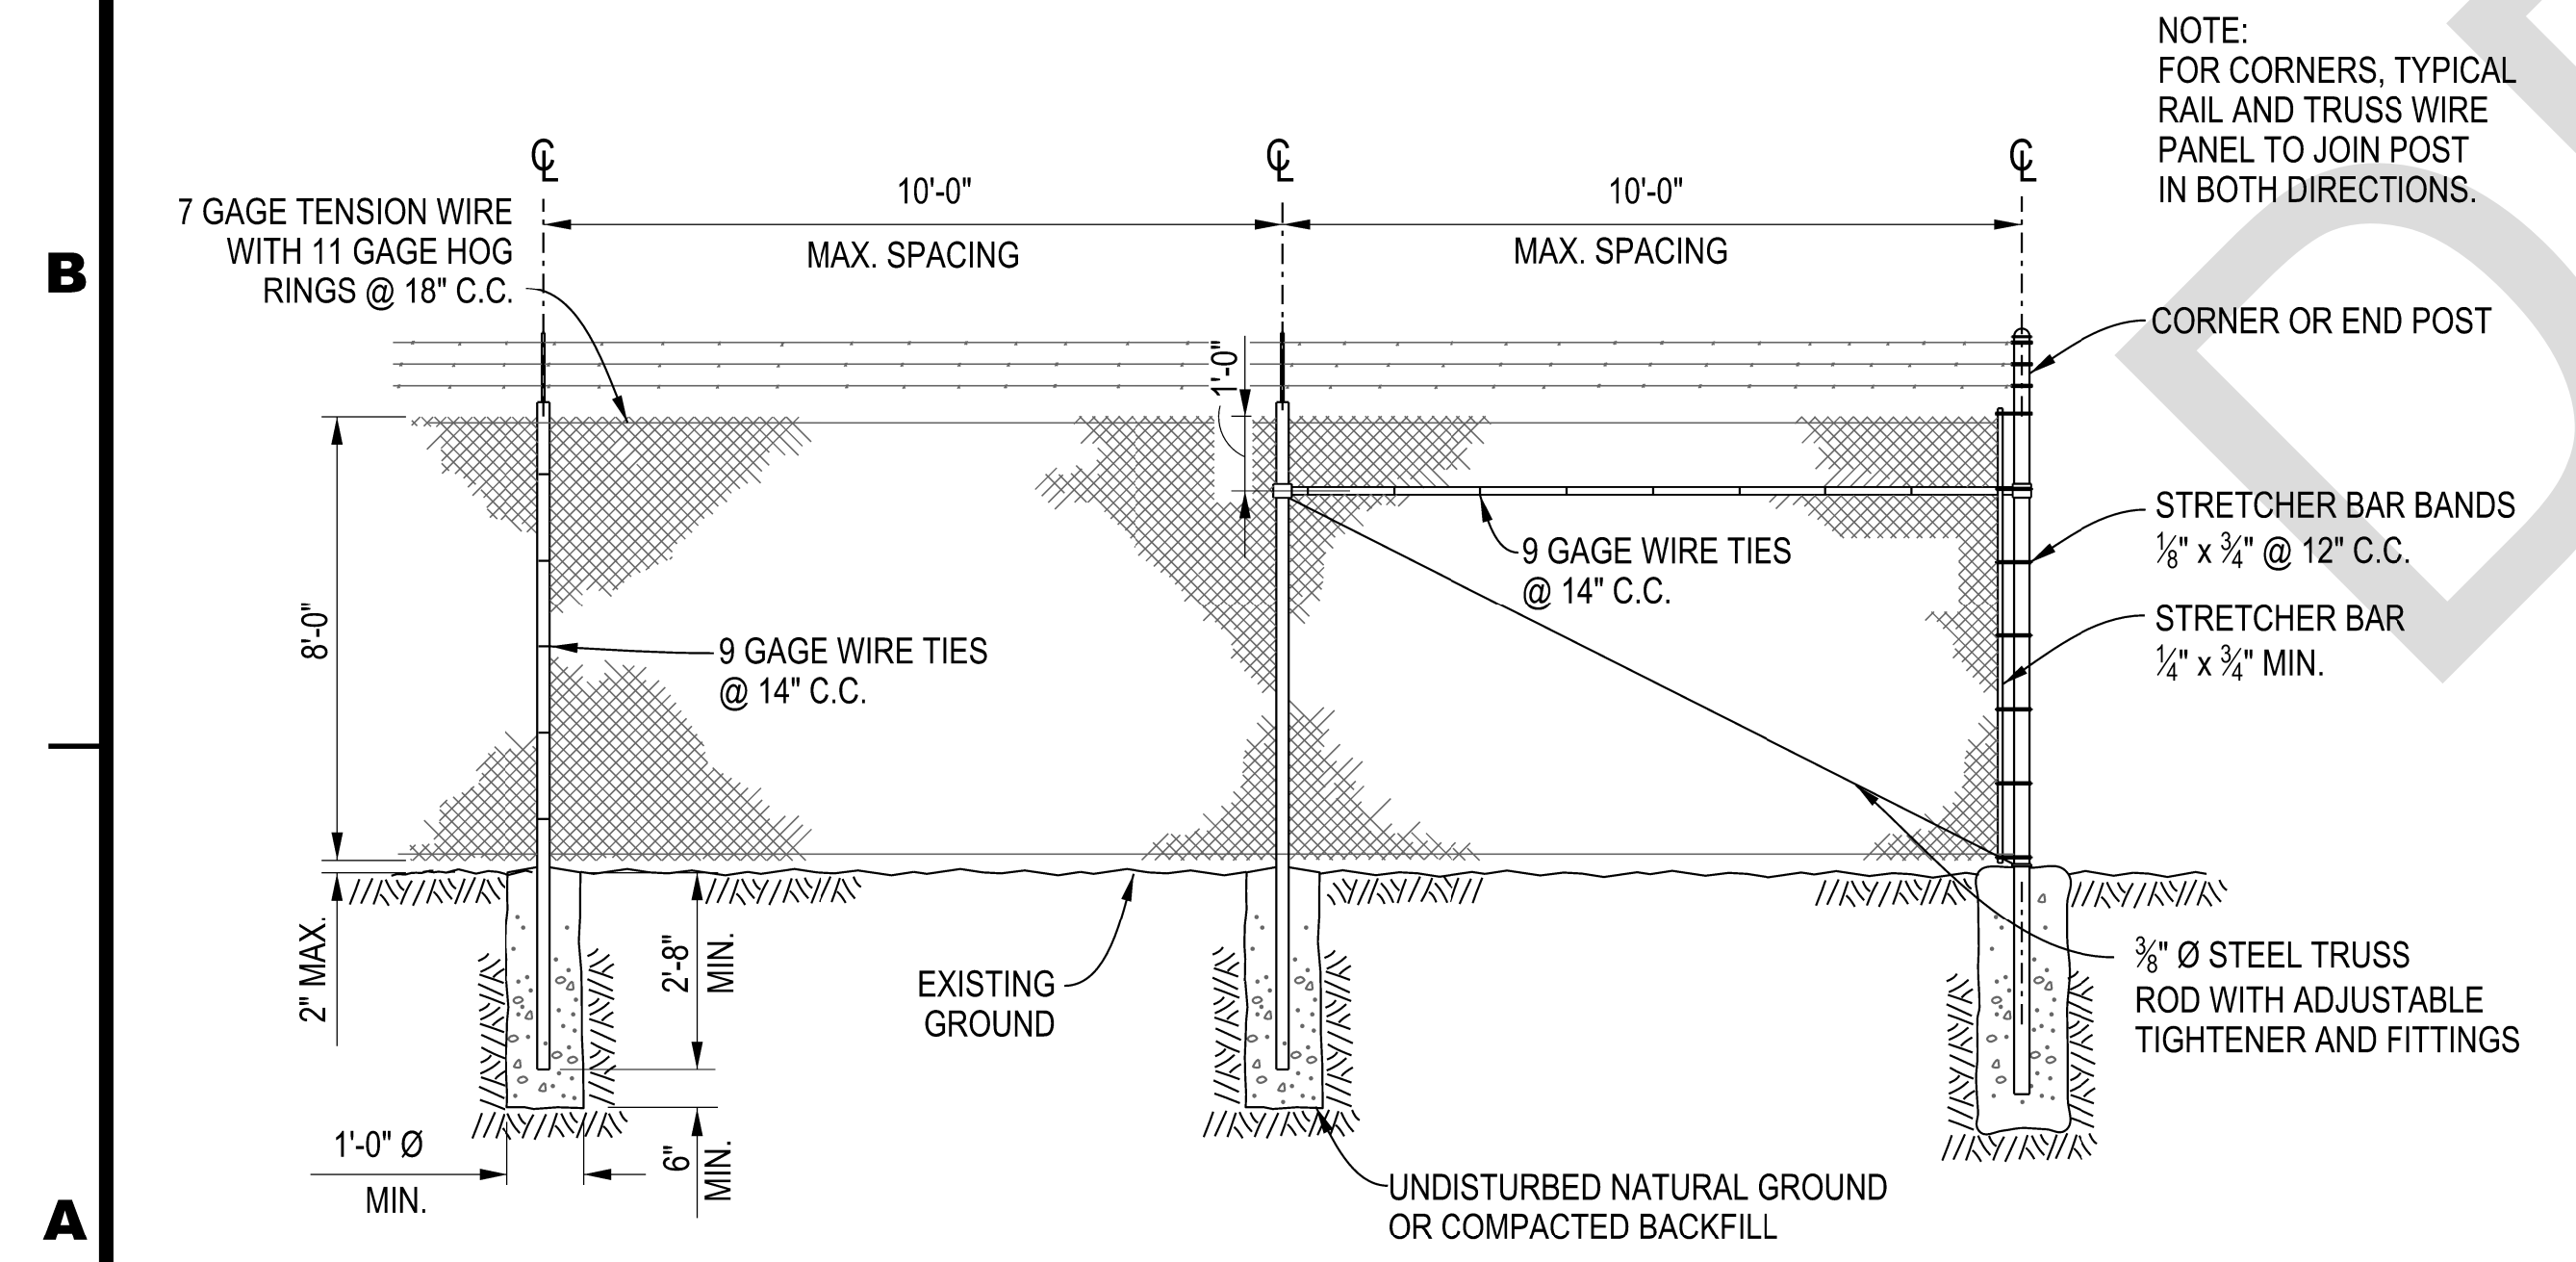 NOTE:
FOR CORNERS, TYPICAL
RAIL AND TRUSS WIRE
PANEL TO JOIN POST
IN BOTH DIRECTIONS.
℄
℄
℄
10'-0"
MAX. SPACING
10'-0"
MAX. SPACING
7 GAGE TENSION WIRE
WITH 11 GAGE HOG
RINGS @ 18" C.C.
B
CORNER OR END POST
1'-0"
STRETCHER BAR BANDS
⅛" x ¾" @ 12" C.C.
9 GAGE WIRE TIES
@ 14" C.C.
STRETCHER BAR
¼" x ¾" MIN.
8'-0"
9 GAGE WIRE TIES
@ 14" C.C.
2" MAX.
2'-8"
MIN.
EXISTING
GROUND
⅜" Ø STEEL TRUSS
ROD WITH ADJUSTABLE
TIGHTENER AND FITTINGS
1'-0" Ø
MIN.
6"
MIN.
UNDISTURBED NATURAL GROUND
OR COMPACTED BACKFILL
A